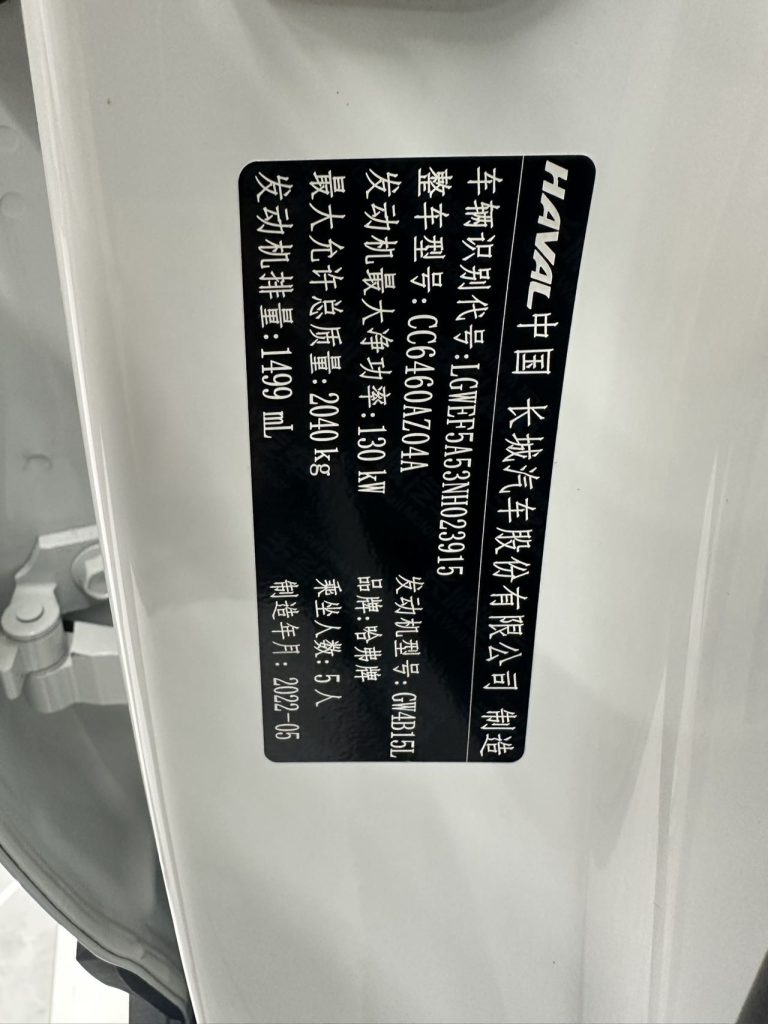 HAVAL 中国 长城汽车股份有限公司 制造
车辆识别代号:LGWEF5A53NH023915
整车型号:CC6460AZ04A 发动机型号:GW4B15L
发动机最大净功率:130 kW 品牌:哈弗牌
最大允许总质量:2040 kg 乘坐人数:5人
发动机排量:1499 mL 制造年月:2022-05